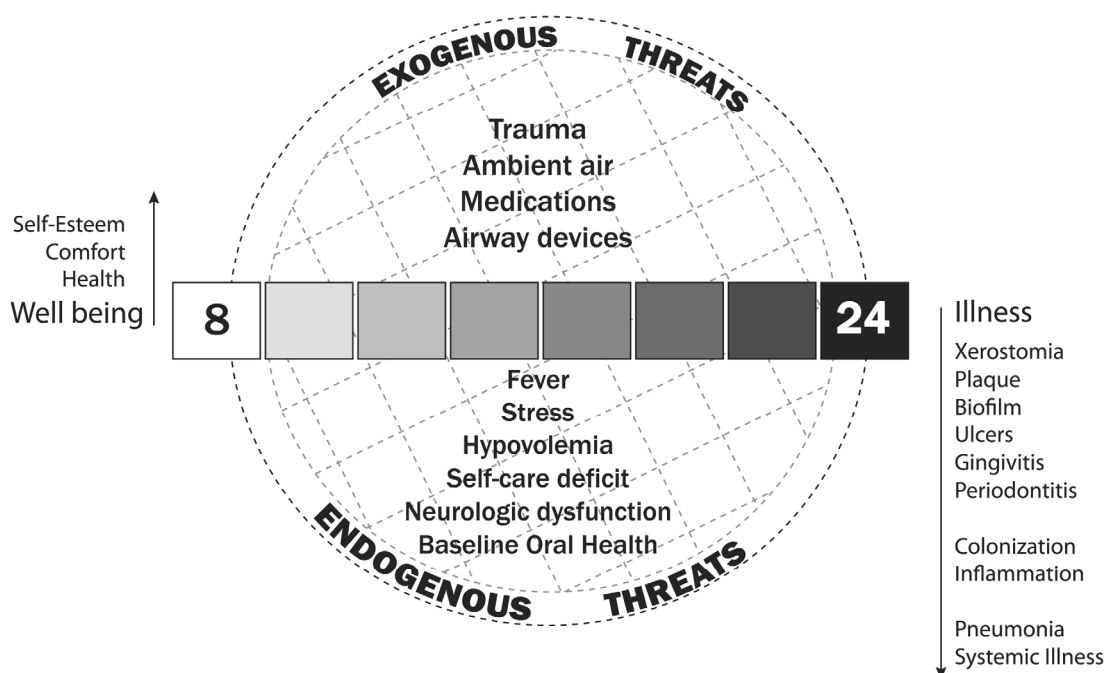 EXOGENOUS THREATS
Trauma
Ambient air
Medications
Airway devices
Self-Esteem
Comfort
Health
Well being
8
24
Fever
Stress
Hypovolemia
Self-care deficit
Neurologic dysfunction
Baseline Oral Health
ENDOGENOUS THREATS
Illness
Xerostomia
Plaque
Biofilm
Ulcers
Gingivitis
Periodontitis
Colonization
Inflammation
Pneumonia
Systemic Illness